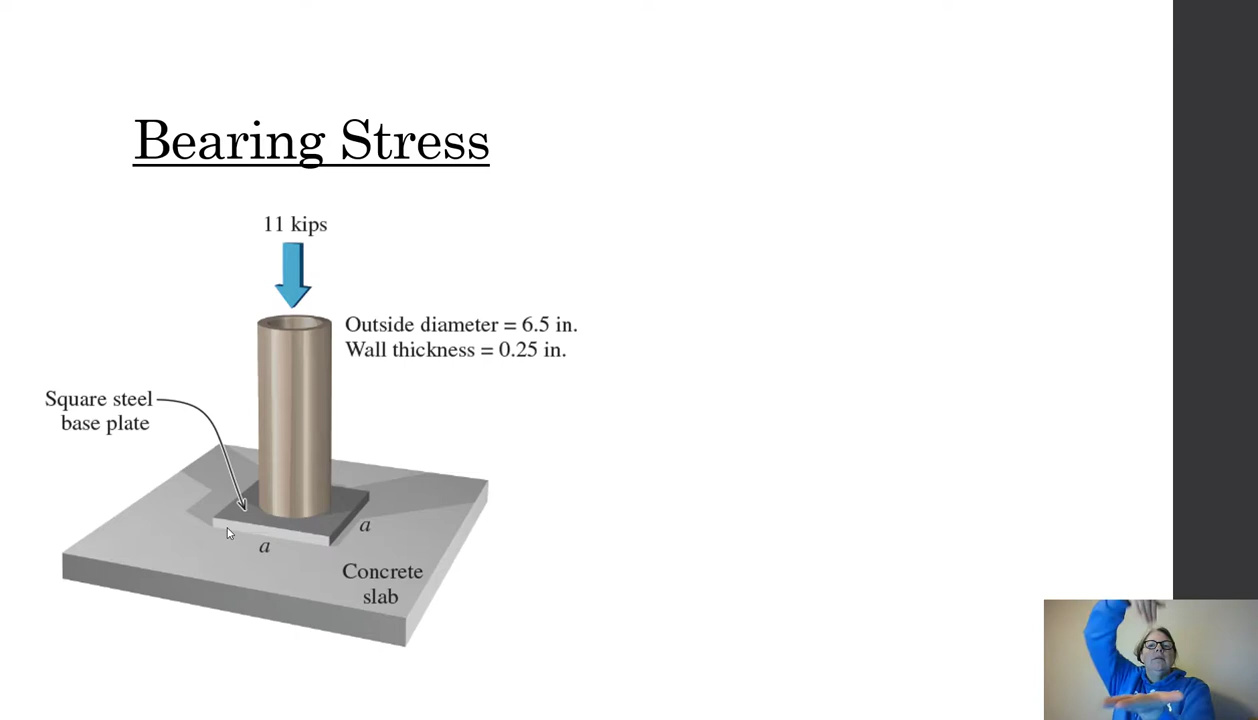 Bearing Stress
11 kips
Outside diameter = 6.5 in.
Wall thickness = 0.25 in.
Square steel
base plate
a
a
Concrete
slab